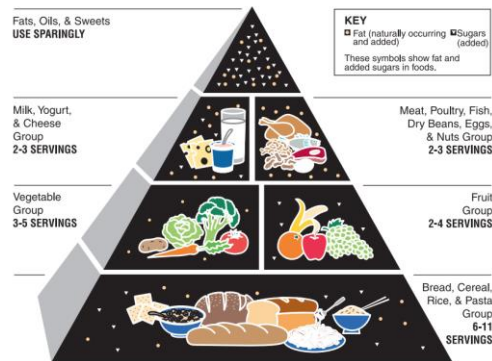 Fats, Oils, & Sweets
USE SPARINGLY
KEY
Fat (naturally occurring and added)
Sugars (added)
These symbols show fat and
added sugars in foods.
Milk, Yogurt,
& Cheese
Group
2-3 SERVINGS
Meat, Poultry, Fish,
Dry Beans, Eggs,
& Nuts Group
2-3 SERVINGS
Vegetable
Group
3-5 SERVINGS
Fruit
Group
2-4 SERVINGS
Bread, Cereal,
Rice, & Pasta
Group
6-11
SERVINGS